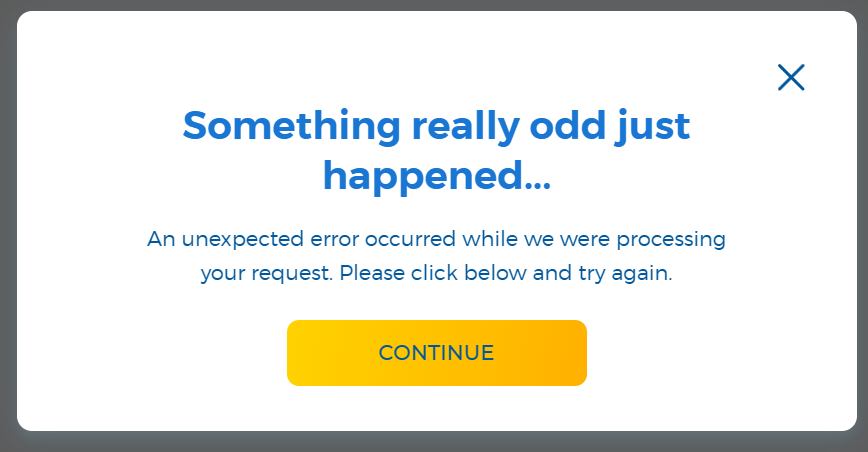 Something really odd just
happened...
An unexpected error occurred while we were processing
your request. Please click below and try again.
CONTINUE